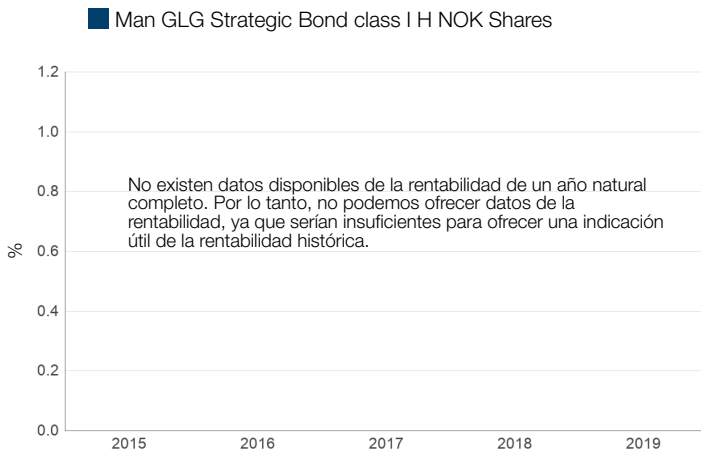 Man GLG Strategic Bond class I H NOK Shares
1.2
1.0
No existen datos disponibles de la rentabilidad de un año natural
0.8
completo. Por lo tanto, no podemos ofrecer datos de la
rentabilidad, ya que serían insuficientes para ofrecer una indicación
útil de la rentabilidad histórica.
%
0.6
0.4
0.2
0.0
2015 2016 2017 2018 2019